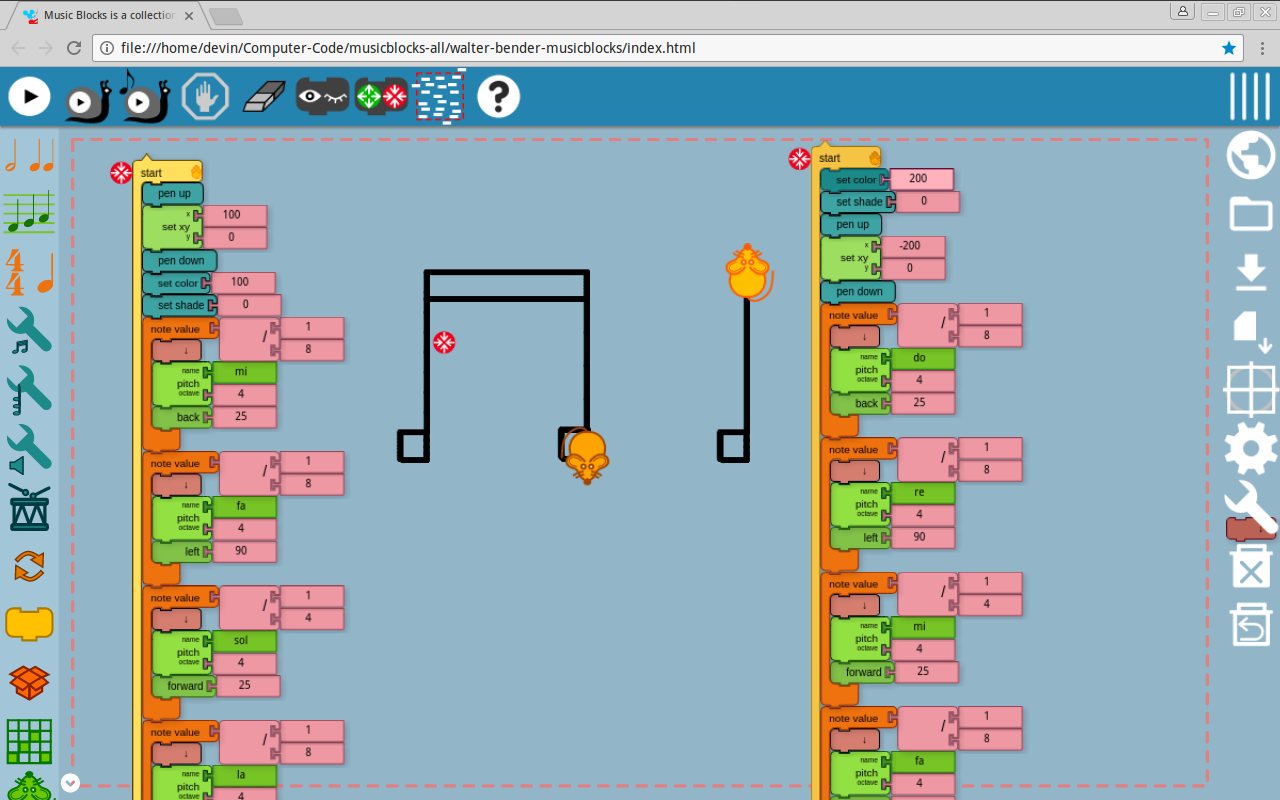 Music Blocks is a collection
file:///home/devin/Computer-Code/musicblocks-all/walter-bender-musicblocks/index.html
?
4
4
start
pen up
set xy
x
100
y
0
pen down
set color
100
set shade
0
note value
/
1
8
↓
pitch
name
mi
octave
4
back
25
note value
/
1
8
↓
pitch
name
fa
octave
4
left
90
note value
/
1
4
↓
pitch
name
sol
octave
4
forward
25
note value
/
1
8
↓
pitch
name
la
octave
4
start
set color
200
set shade
0
pen up
set xy
x
-200
y
0
pen down
note value
/
1
8
↓
pitch
name
do
octave
4
back
25
note value
/
1
8
↓
pitch
name
re
octave
4
left
90
note value
/
1
4
↓
pitch
name
mi
octave
4
forward
25
note value
/
1
8
↓
pitch
name
fa
octave
4